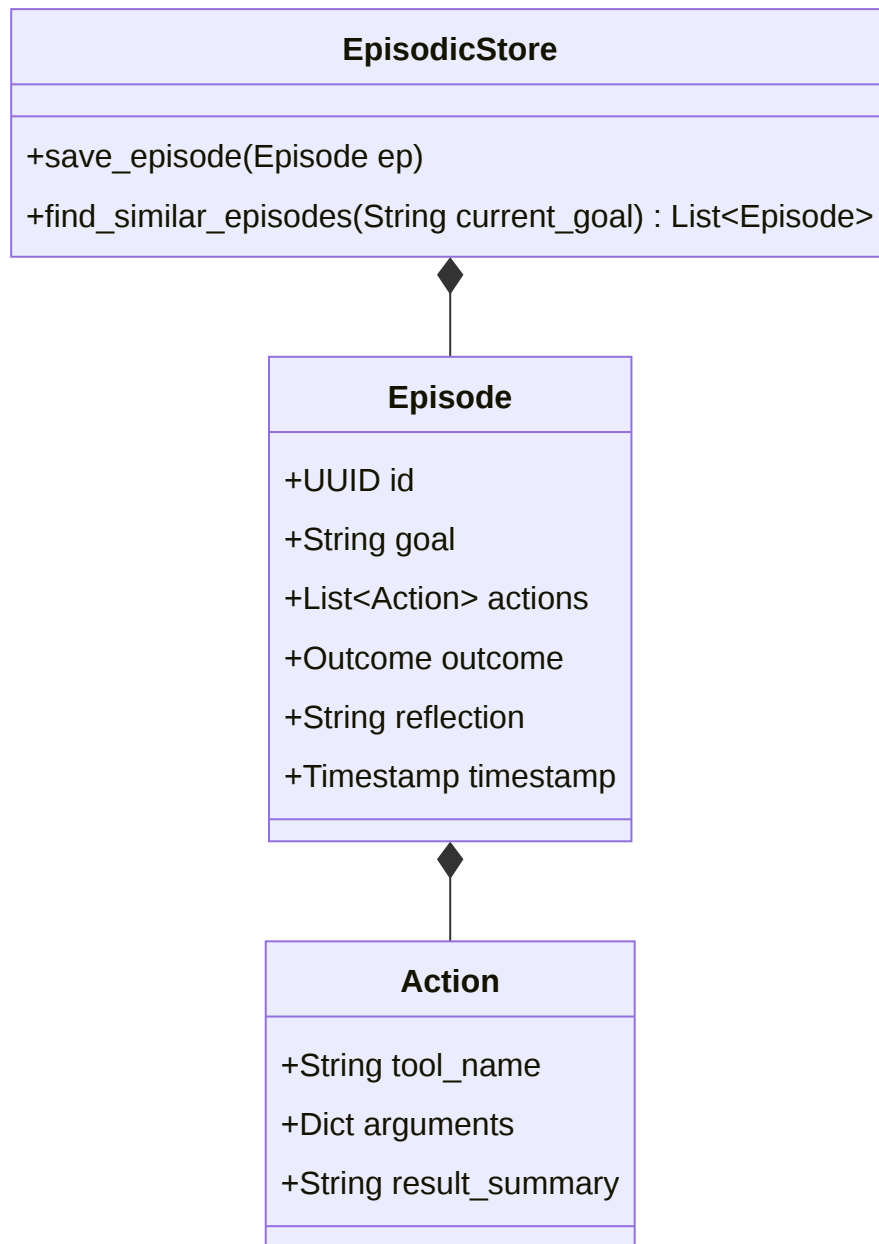 EpisodicStore
+save_episode(Episode ep)
+find_similar_episodes(String current_goal) : List<Episode>
Episode
+UUID id
+String goal
+List<Action> actions
+Outcome outcome
+String reflection
+Timestamp timestamp
Action
+String tool_name
+Dict arguments
+String result_summary